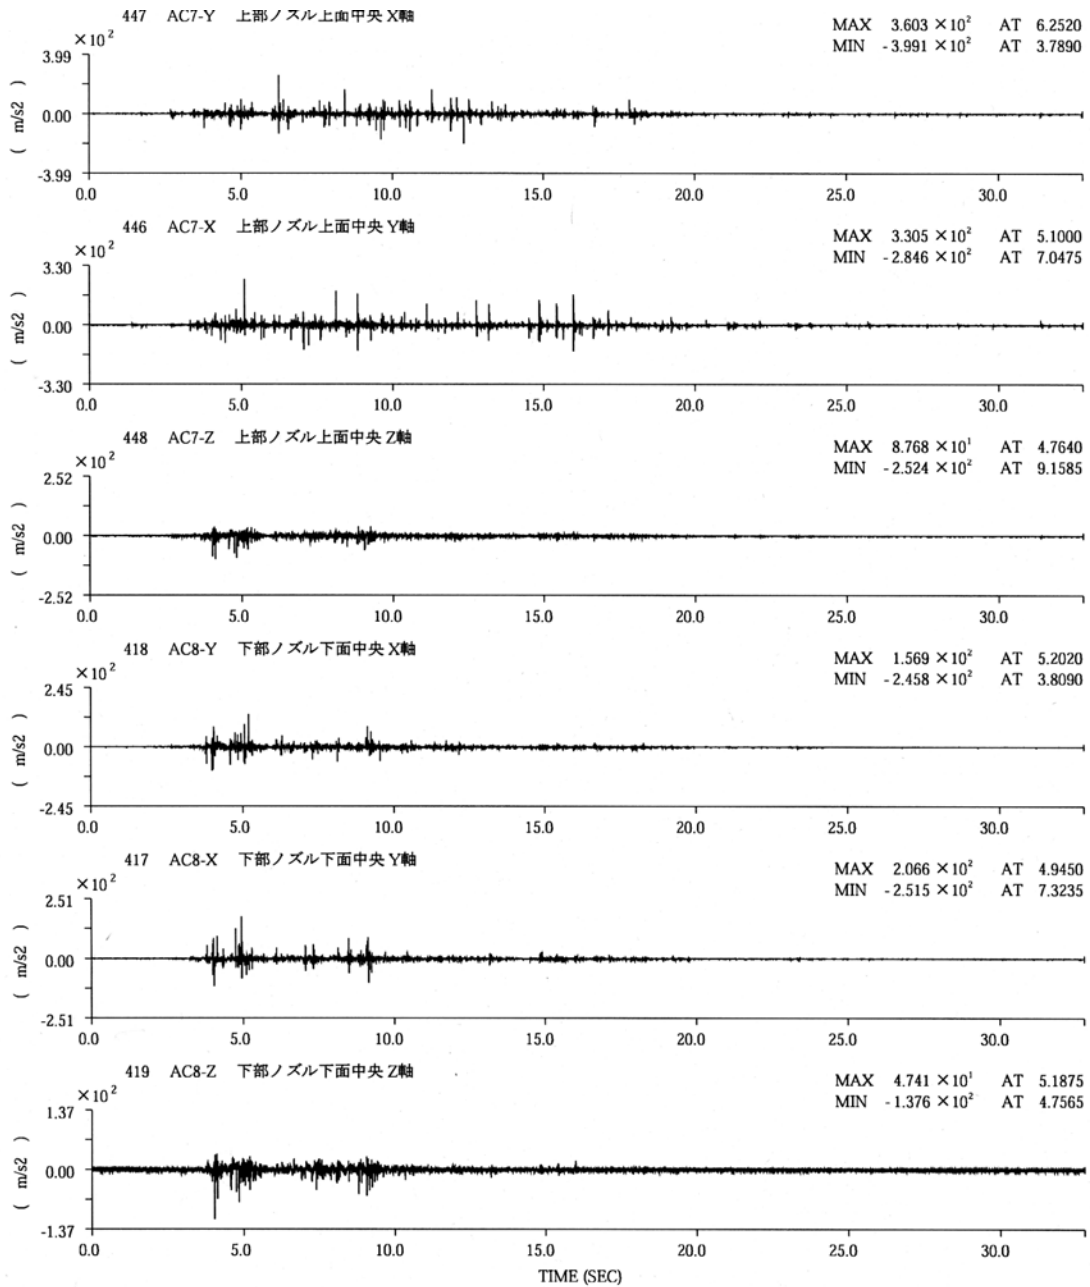 447 AC7-Y 上部ノズル上面中央 X軸
MAX 3.603 ×10² AT 6.2520
MIN -3.991 ×10² AT 3.7890
×10²
3.99
0.00
-3.99
( m/s2 )
0.0 5.0 10.0 15.0 20.0 25.0 30.0
446 AC7-X 上部ノズル上面中央 Y軸
MAX 3.305 ×10² AT 5.1000
MIN -2.846 ×10² AT 7.0475
×10²
3.30
0.00
-3.30
( m/s2 )
0.0 5.0 10.0 15.0 20.0 25.0 30.0
448 AC7-Z 上部ノズル上面中央 Z軸
MAX 8.768 ×10¹ AT 4.7640
MIN -2.524 ×10² AT 9.1585
×10²
2.52
0.00
-2.52
( m/s2 )
0.0 5.0 10.0 15.0 20.0 25.0 30.0
418 AC8-Y 下部ノズル下面中央 X軸
MAX 1.569 ×10² AT 5.2020
MIN -2.458 ×10² AT 3.8090
×10²
2.45
0.00
-2.45
( m/s2 )
0.0 5.0 10.0 15.0 20.0 25.0 30.0
417 AC8-X 下部ノズル下面中央 Y軸
MAX 2.066 ×10² AT 4.9450
MIN -2.515 ×10² AT 7.3235
×10²
2.51
0.00
-2.51
( m/s2 )
0.0 5.0 10.0 15.0 20.0 25.0 30.0
419 AC8-Z 下部ノズル下面中央 Z軸
MAX 4.741 ×10¹ AT 5.1875
MIN -1.376 ×10² AT 4.7565
×10²
1.37
0.00
-1.37
( m/s2 )
0.0 5.0 10.0 15.0 20.0 25.0 30.0
TIME (SEC)